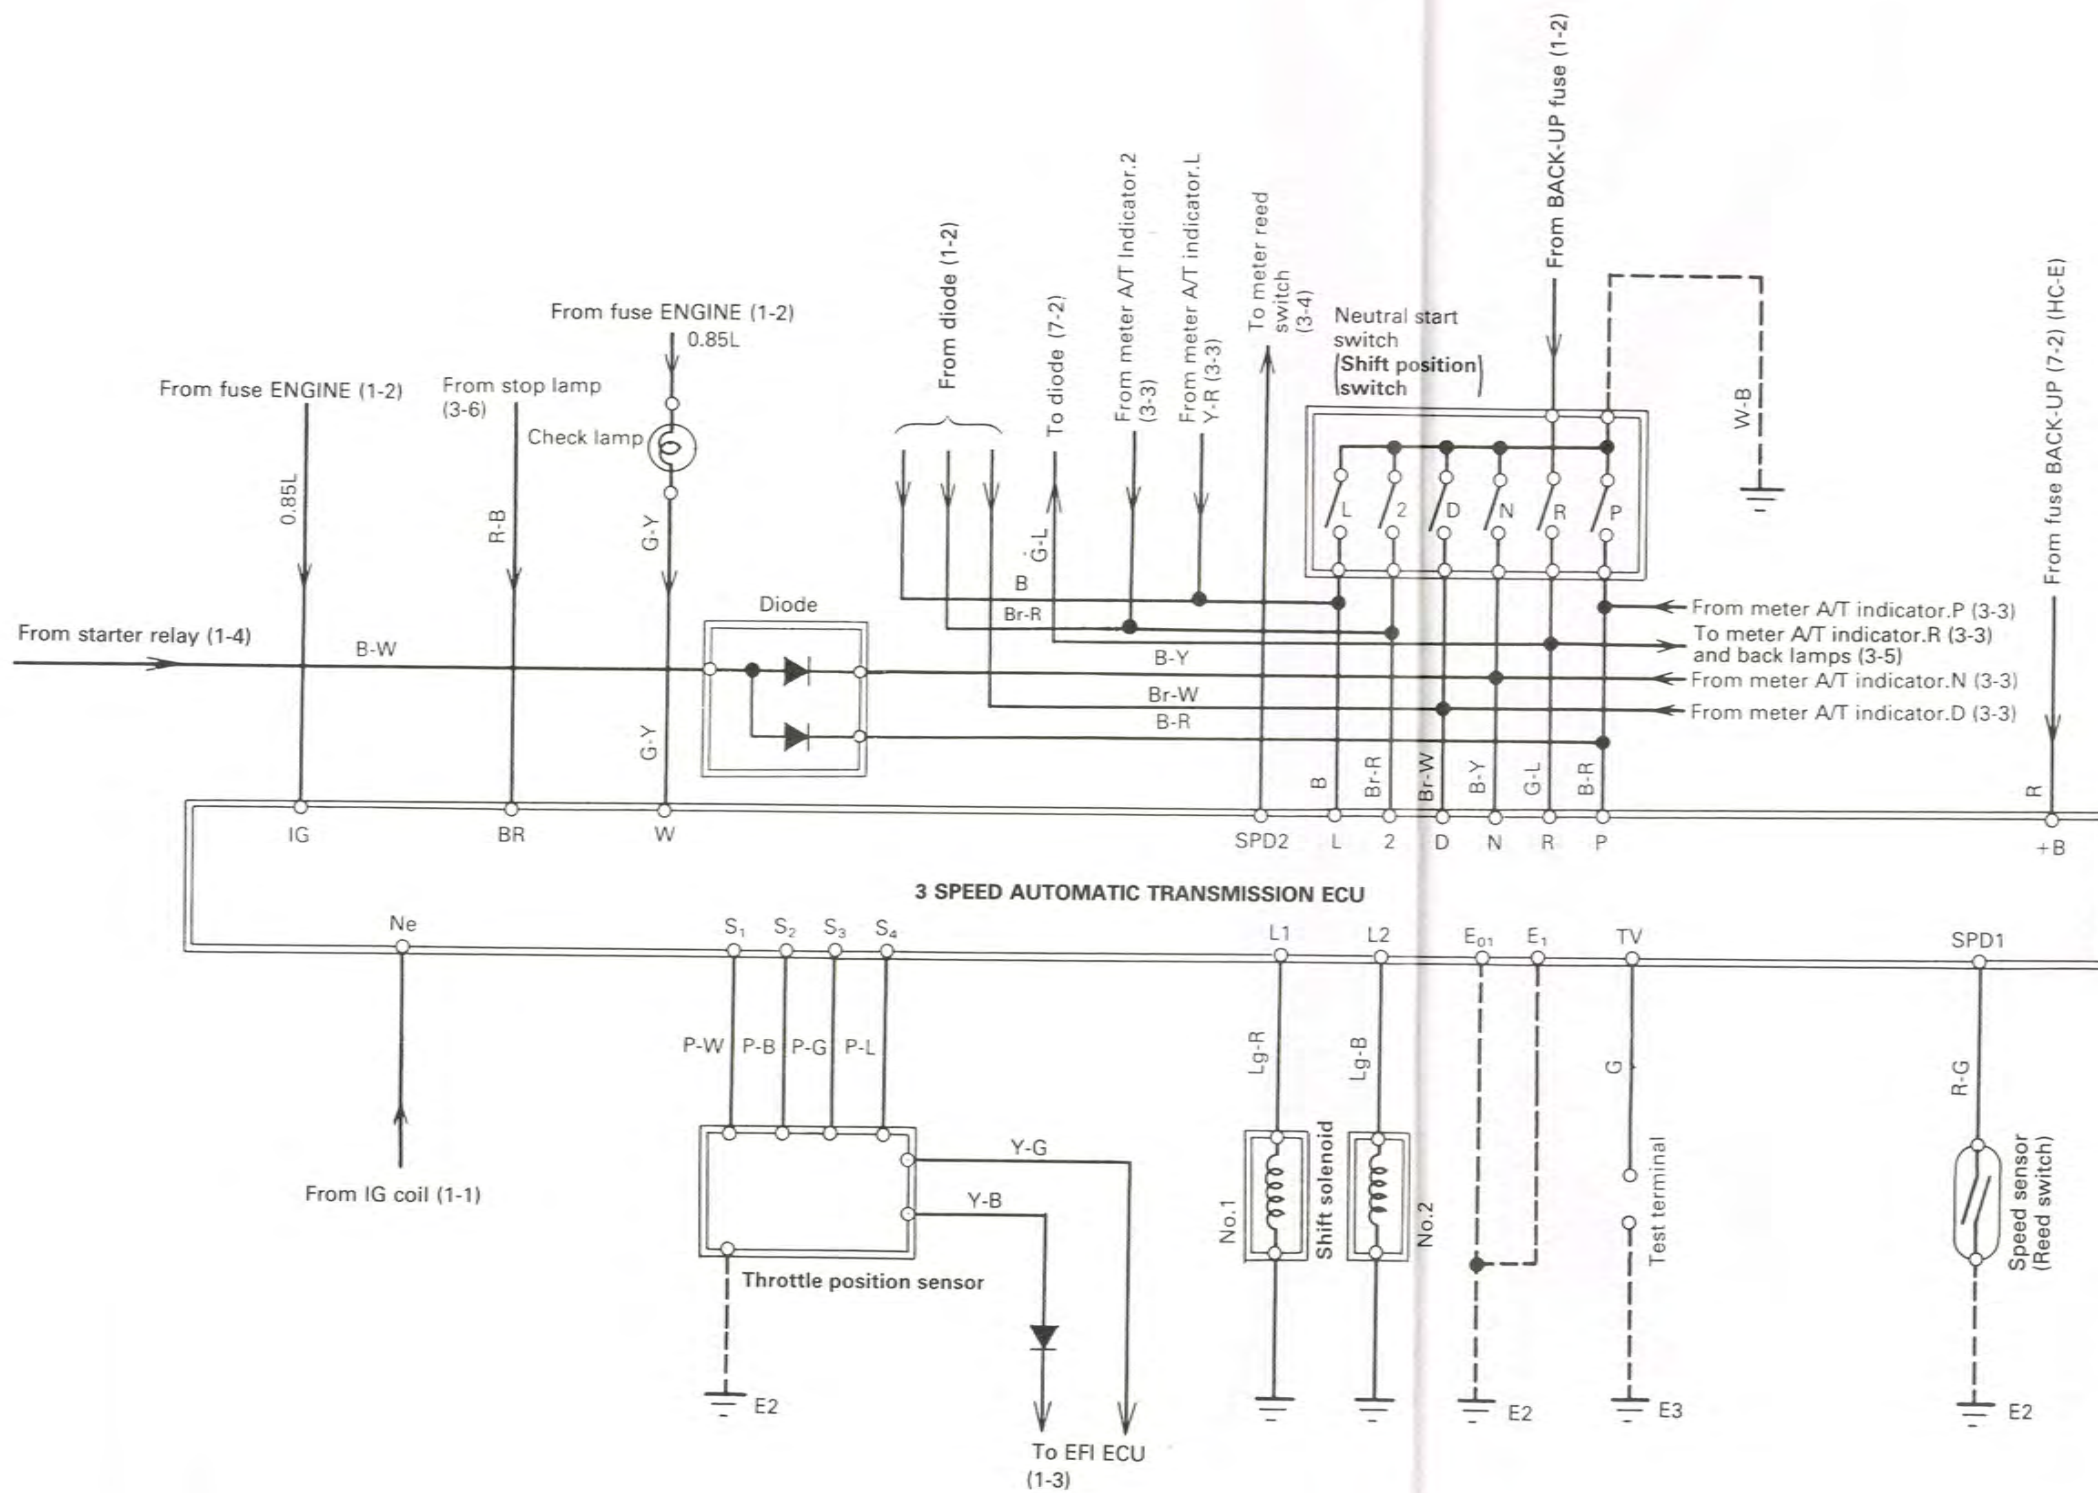 From BACK-UP fuse (1-2)
From meter A/T Indicator.2
(3-3)
From meter A/T indicator.L
Y-R (3-3)
To meter reed
switch
(3-4)
From diode (1-2)
To diode (7-2)
From fuse BACK-UP (7-2) (HC-E)
From fuse ENGINE (1-2)
0.85L
Neutral start
switch
(Shift position)
switch
From fuse ENGINE (1-2)
From stop lamp
(3-6)
Check lamp
W-B
0.85L
R-B
G-Y
G-L
L
2
D
N
R
P
B
Br-R
Diode
From meter A/T indicator.P (3-3)
From starter relay (1-4)
B-W
To meter A/T indicator.R (3-3)
and back lamps (3-5)
B-Y
From meter A/T indicator.N (3-3)
Br-W
From meter A/T indicator.D (3-3)
B-R
G-Y
B
Br-R
Br-W
B-Y
G-L
B-R
R
IG
BR
W
SPD2
L
2
D
N
R
P
+B
3 SPEED AUTOMATIC TRANSMISSION ECU
Ne
S1
S2
S3
S4
L1
L2
E01
E1
TV
SPD1
P-W
P-B
P-G
P-L
Lg-R
Lg-B
G
R-G
Y-G
Y-B
From IG coil (1-1)
No.1
Shift solenoid
No.2
Test terminal
Speed sensor
(Reed switch)
Throttle position sensor
E2
E2
E3
E2
To EFI ECU
(1-3)